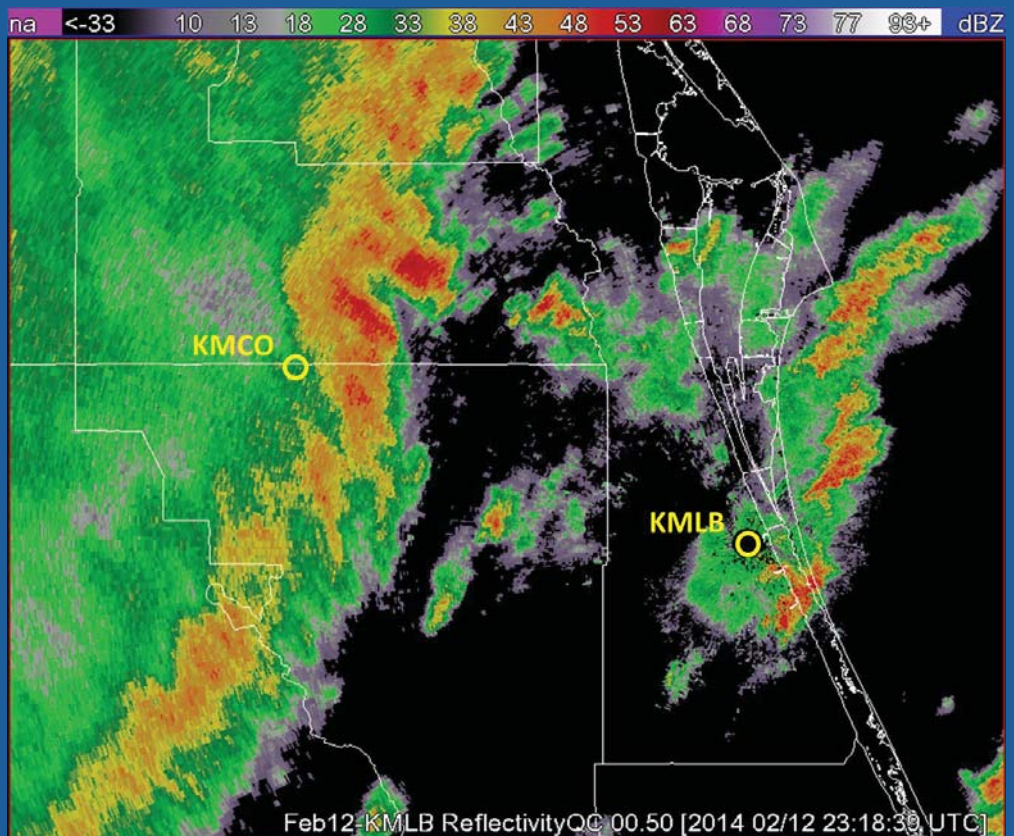 na <-33 10 13 18 28 33 38 43 48 53 63 68 73 77 93+ dBZ
KMCO
KMLB
Feb12-KMLB ReflectivityQC 00.50 [2014 02/12 23:18:39 UTC]